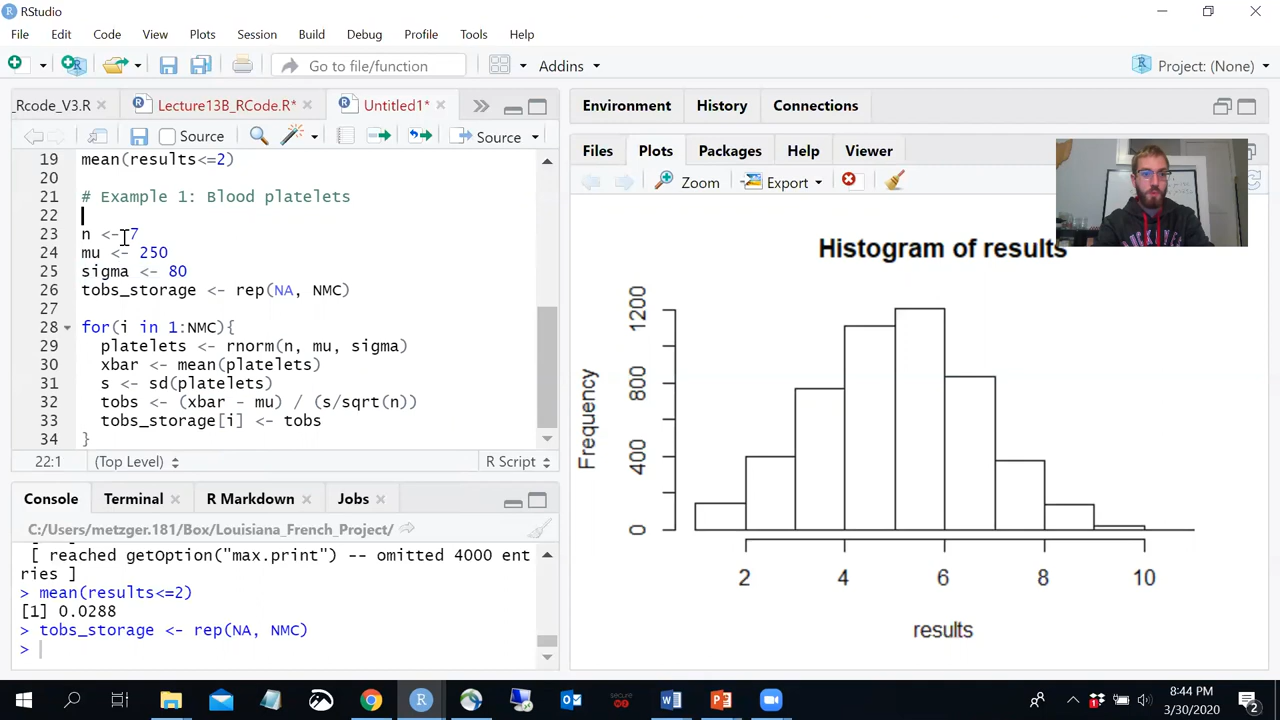 RStudio
File Edit Code View Plots Session Build Debug Profile Tools Help
Go to file/function Addins Project: (None)
_Rcode_V3.R Lecture13B_RCode.R* Untitled1*
Source Source
19 mean(results<=2)
20
21 # Example 1: Blood platelets
22
23 n <- 7
24 mu <- 250
25 sigma <- 80
26 tobs_storage <- rep(NA, NMC)
27
28 for(i in 1:NMC){
29 platelets <- rnorm(n, mu, sigma)
30 xbar <- mean(platelets)
31 s <- sd(platelets)
32 tobs <- (xbar - mu) / (s/sqrt(n))
33 tobs_storage[i] <- tobs
34 }
22:1 (Top Level) R Script
Console Terminal R Markdown Jobs
C:/Users/metzger.181/Box/Louisiana_French_Project/
[ reached getOption("max.print") -- omitted 4000 ent
ries ]
> mean(results<=2)
[1] 0.0288
> tobs_storage <- rep(NA, NMC)
>
Environment History Connections
Files Plots Packages Help Viewer
Zoom Export
Histogram of results
Frequency
0 400 800 1200
2 4 6 8 10
results
8:44 PM
3/30/2020
2